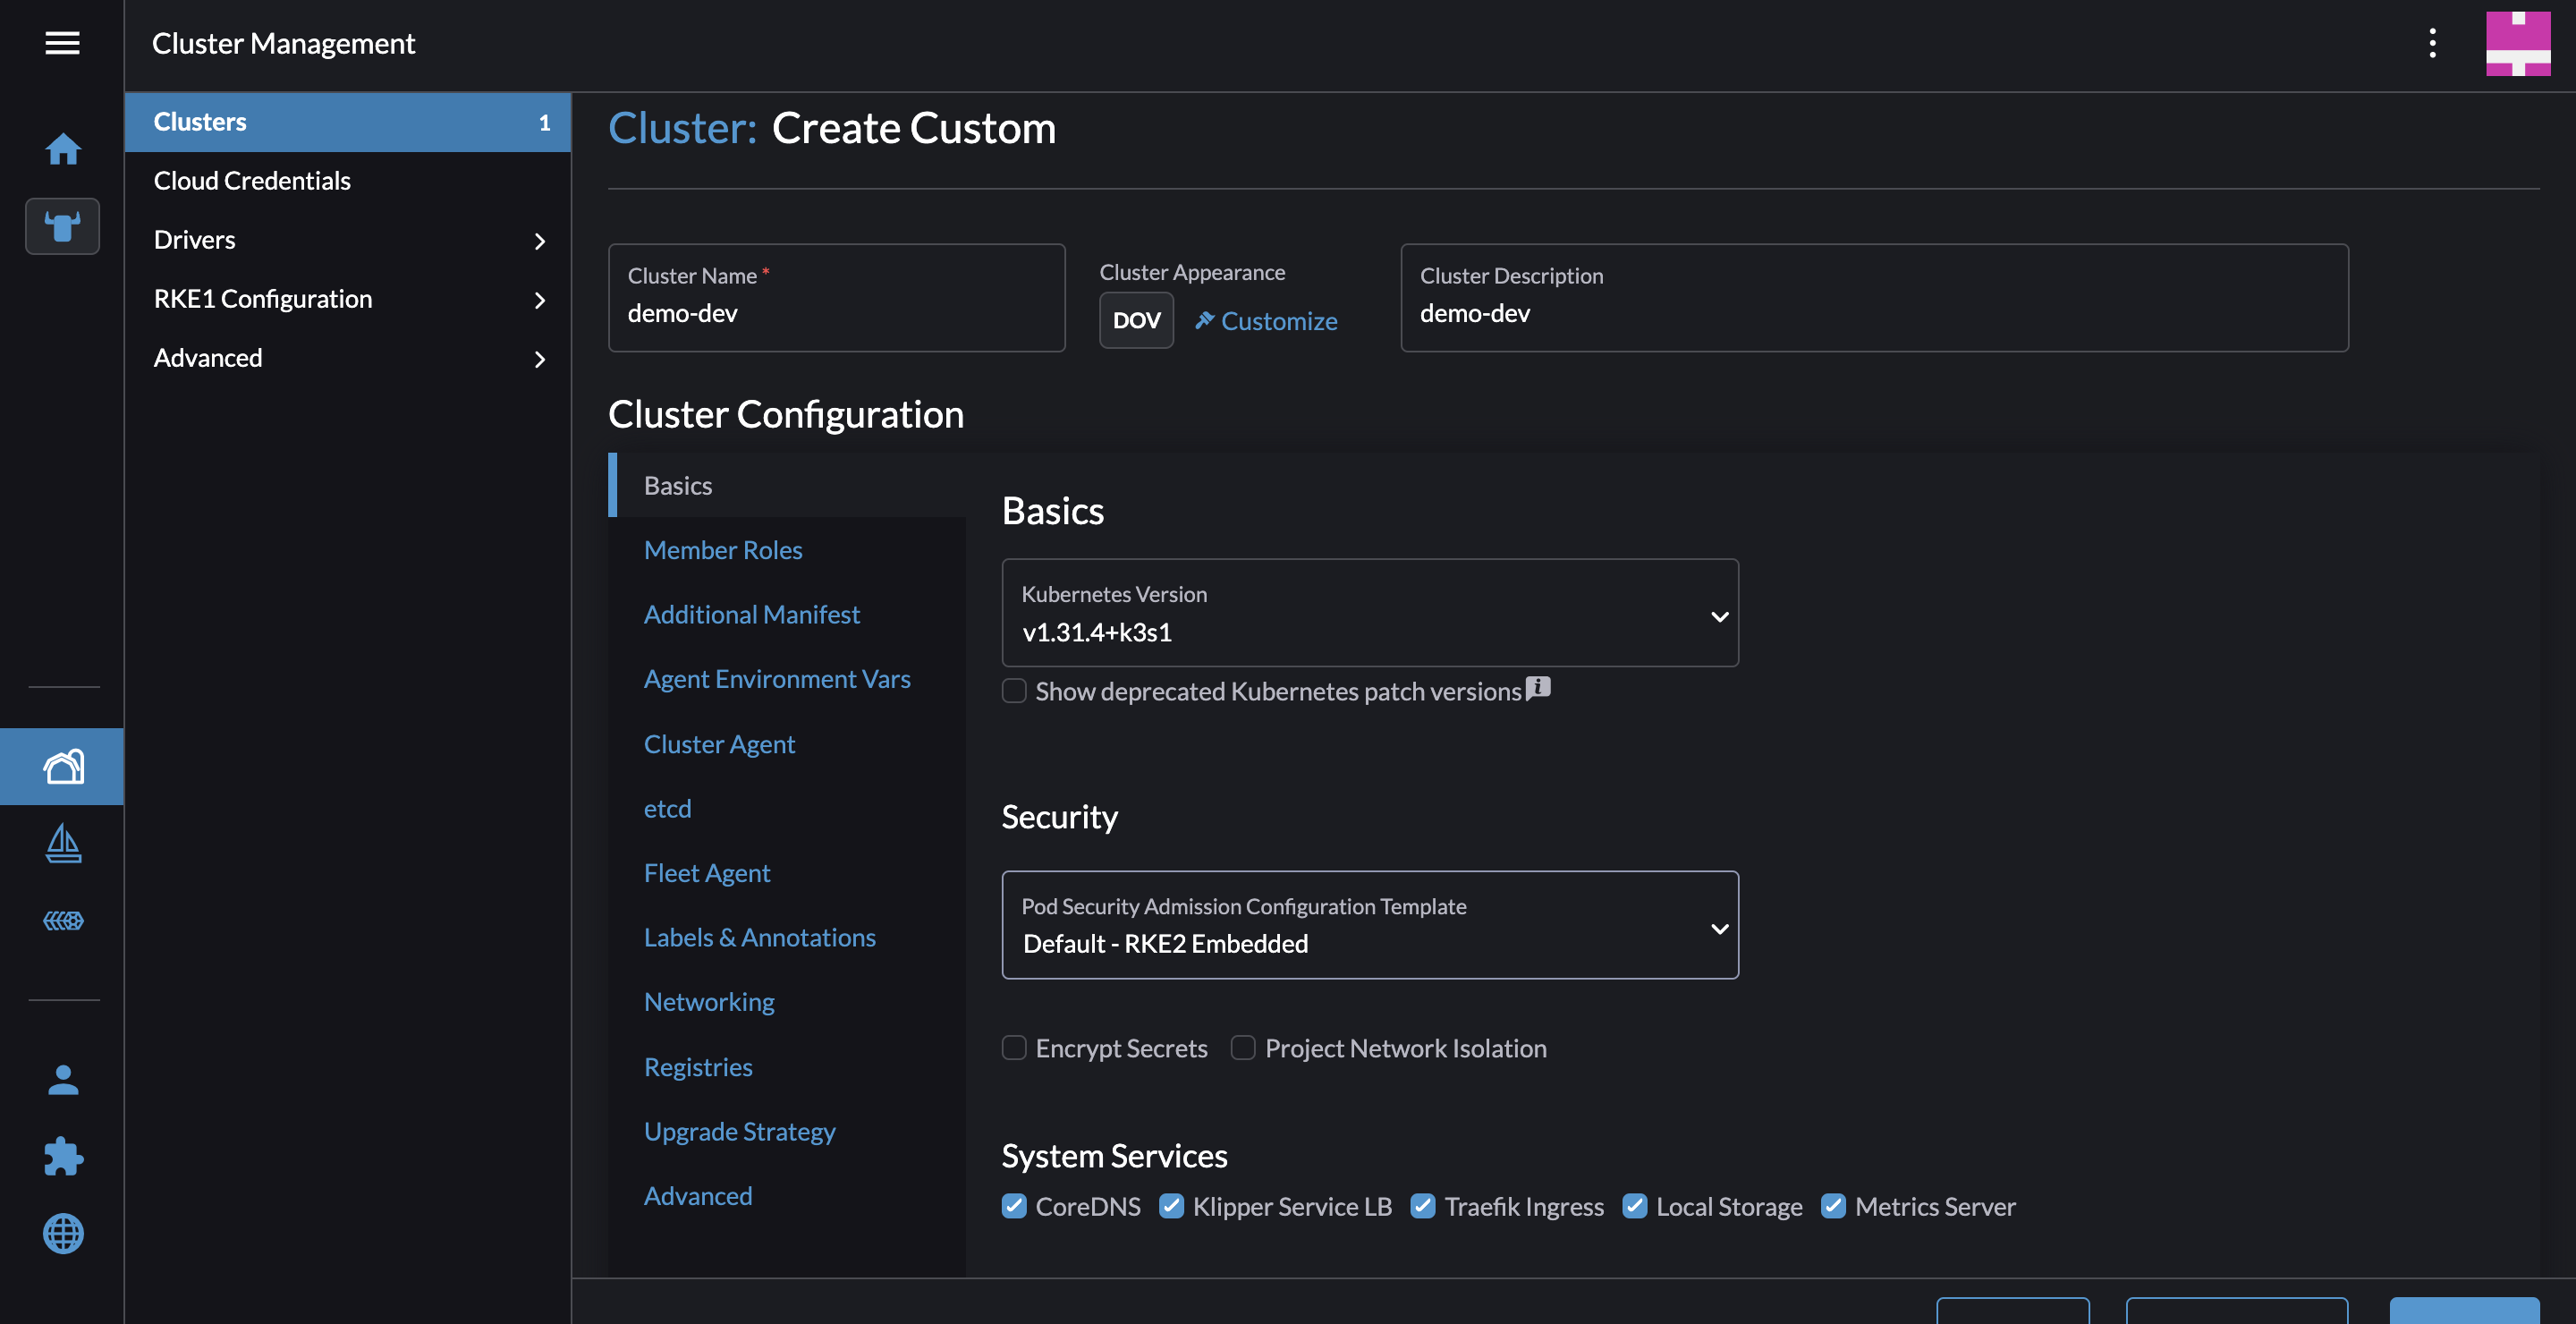 Cluster Management
Clusters 1
Cloud Credentials
Drivers
RKE1 Configuration
Advanced
Cluster: Create Custom
Cluster Name *
demo-dev
Cluster Appearance
DOV Customize
Cluster Description
demo-dev
Cluster Configuration
Basics
Member Roles
Additional Manifest
Agent Environment Vars
Cluster Agent
etcd
Fleet Agent
Labels & Annotations
Networking
Registries
Upgrade Strategy
Advanced
Basics
Kubernetes Version
v1.31.4+k3s1
Show deprecated Kubernetes patch versions
Security
Pod Security Admission Configuration Template
Default - RKE2 Embedded
Encrypt Secrets Project Network Isolation
System Services
CoreDNS Klipper Service LB Traefik Ingress Local Storage Metrics Server